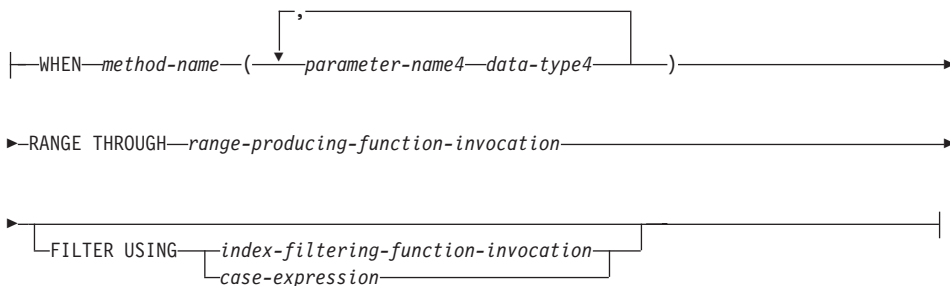 ,
WHEN method-name ( parameter-name4 data-type4 )
RANGE THROUGH range-producing-function-invocation
FILTER USING index-filtering-function-invocation
case-expression